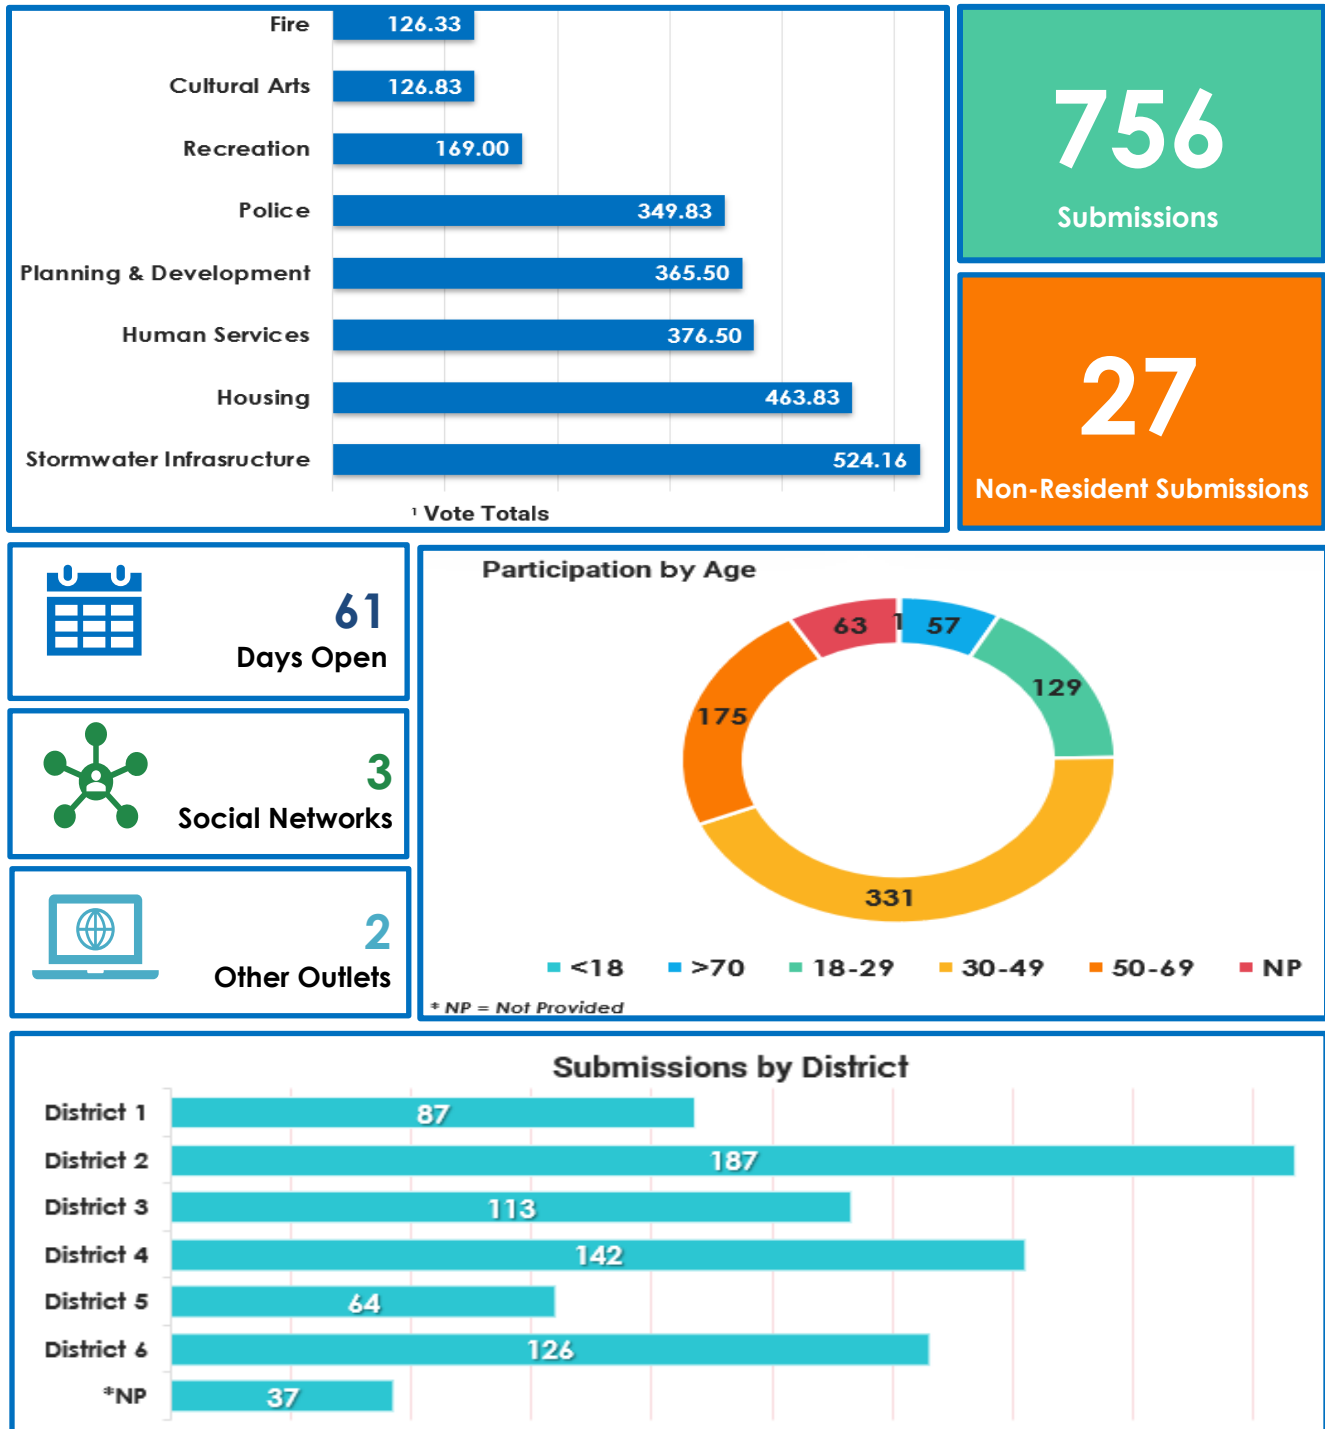 Fire 126.33
Cultural Arts 126.83
Recreation 169.00
Police 349.83
Planning & Development 365.50
Human Services 376.50
Housing 463.83
Stormwater Infrasructure 524.16
¹ Vote Totals
756
Submissions
27
Non-Resident Submissions
61
Days Open
3
Social Networks
2
Other Outlets
Participation by Age
63 1 57
129
175
331
<18 >70 18-29 30-49 50-69 NP
* NP = Not Provided
Submissions by District
District 1 87
District 2 187
District 3 113
District 4 142
District 5 64
District 6 126
*NP 37